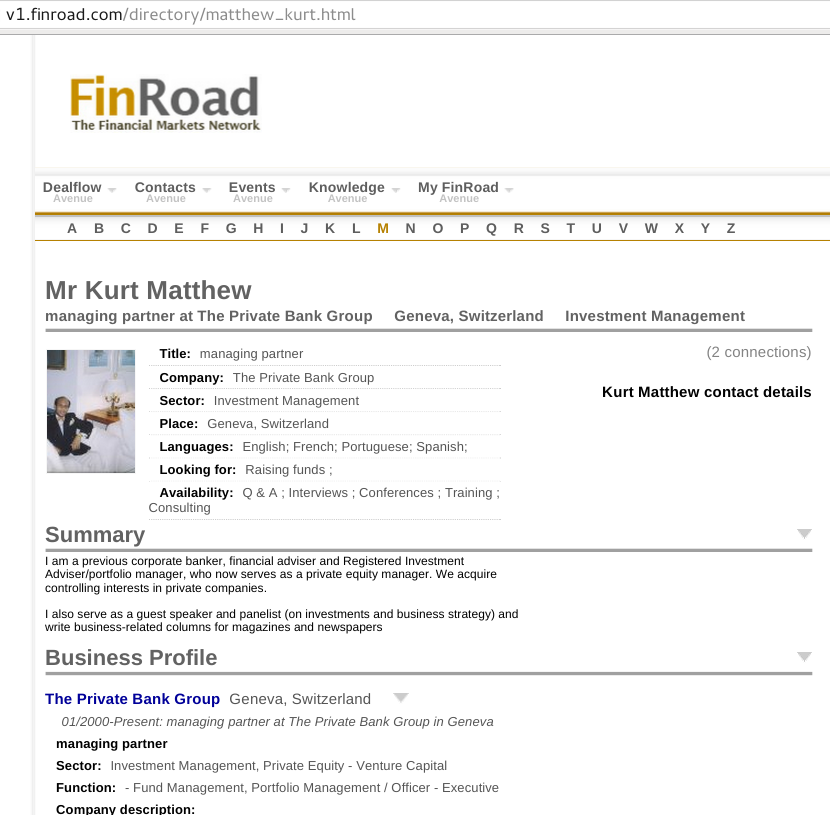 v1.finroad.com/directory/matthew_kurt.html
FinRoad
The Financial Markets Network
Dealflow Contacts Events Knowledge My FinRoad
Avenue Avenue Avenue Avenue Avenue
A B C D E F G H I J K L M N O P Q R S T U V W X Y Z
Mr Kurt Matthew
managing partner at The Private Bank Group Geneva, Switzerland Investment Management
(2 connections)
Kurt Matthew contact details
Title: managing partner
Company: The Private Bank Group
Sector: Investment Management
Place: Geneva, Switzerland
Languages: English; French; Portuguese; Spanish;
Looking for: Raising funds ;
Availability: Q & A ; Interviews ; Conferences ; Training ;
Consulting
Summary
I am a previous corporate banker, financial adviser and Registered Investment
Adviser/portfolio manager, who now serves as a private equity manager. We acquire
controlling interests in private companies.
I also serve as a guest speaker and panelist (on investments and business strategy) and
write business-related columns for magazines and newspapers
Business Profile
The Private Bank Group Geneva, Switzerland
01/2000-Present: managing partner at The Private Bank Group in Geneva
managing partner
Sector: Investment Management, Private Equity - Venture Capital
Function: - Fund Management, Portfolio Management / Officer - Executive
Company description: